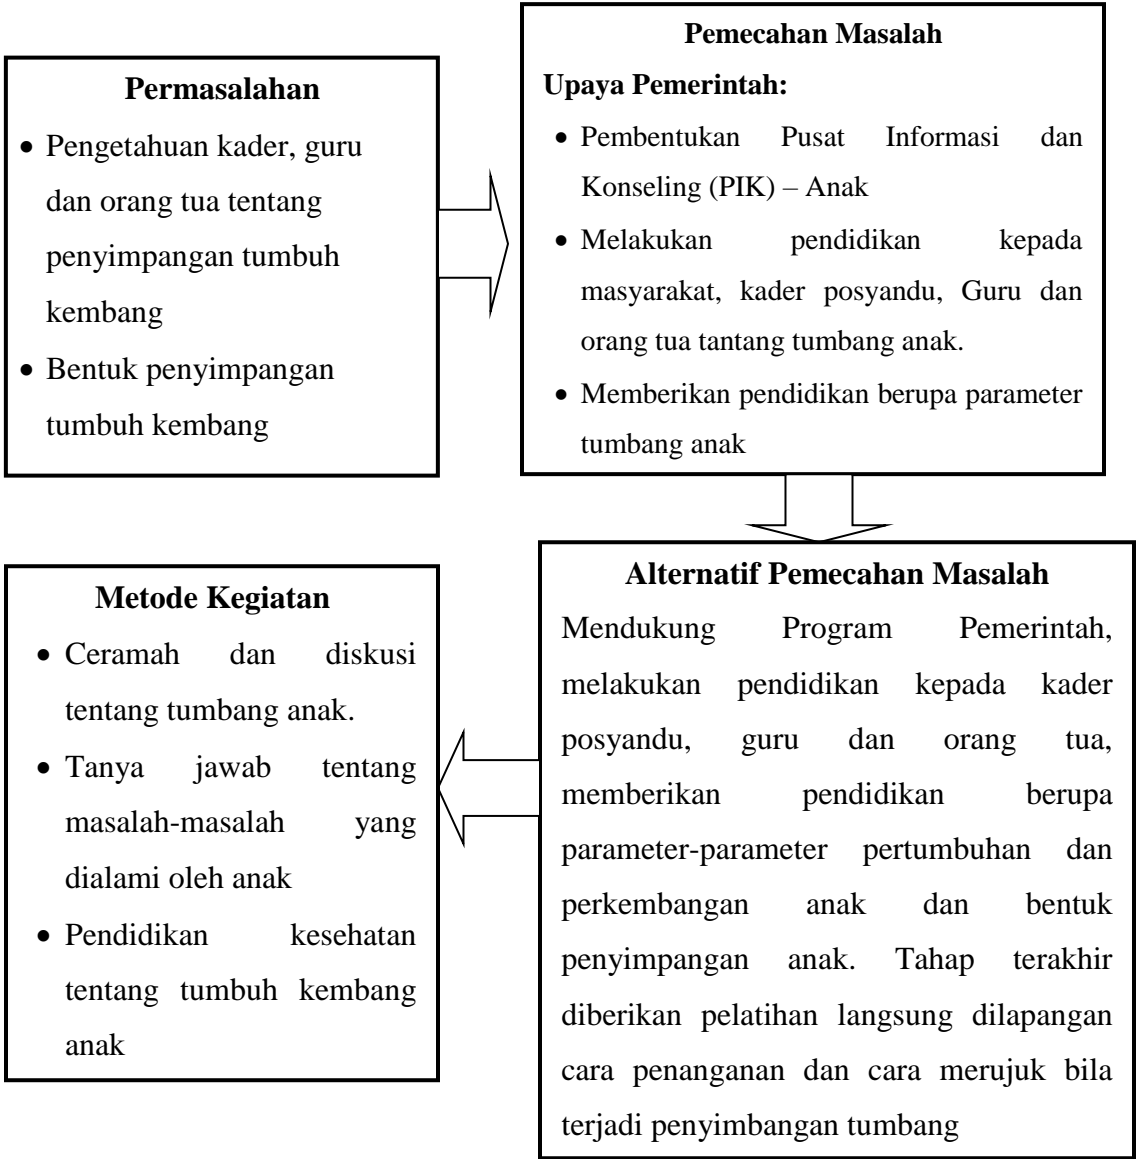 Permasalahan
• Pengetahuan kader, guru
dan orang tua tentang
penyimpangan tumbuh
kembang
• Bentuk penyimpangan
tumbuh kembang
Pemecahan Masalah
Upaya Pemerintah:
• Pembentukan Pusat Informasi dan
Konseling (PIK) – Anak
• Melakukan pendidikan kepada
masyarakat, kader posyandu, Guru dan
orang tua tantang tumbang anak.
• Memberikan pendidikan berupa parameter
tumbang anak
Alternatif Pemecahan Masalah
Mendukung Program Pemerintah,
melakukan pendidikan kepada kader
posyandu, guru dan orang tua,
memberikan pendidikan berupa
parameter-parameter pertumbuhan dan
perkembangan anak dan bentuk
penyimpangan anak. Tahap terakhir
diberikan pelatihan langsung dilapangan
cara penanganan dan cara merujuk bila
terjadi penyimbangan tumbang
Metode Kegiatan
• Ceramah dan diskusi
tentang tumbang anak.
• Tanya jawab tentang
masalah-masalah yang
dialami oleh anak
• Pendidikan kesehatan
tentang tumbuh kembang
anak